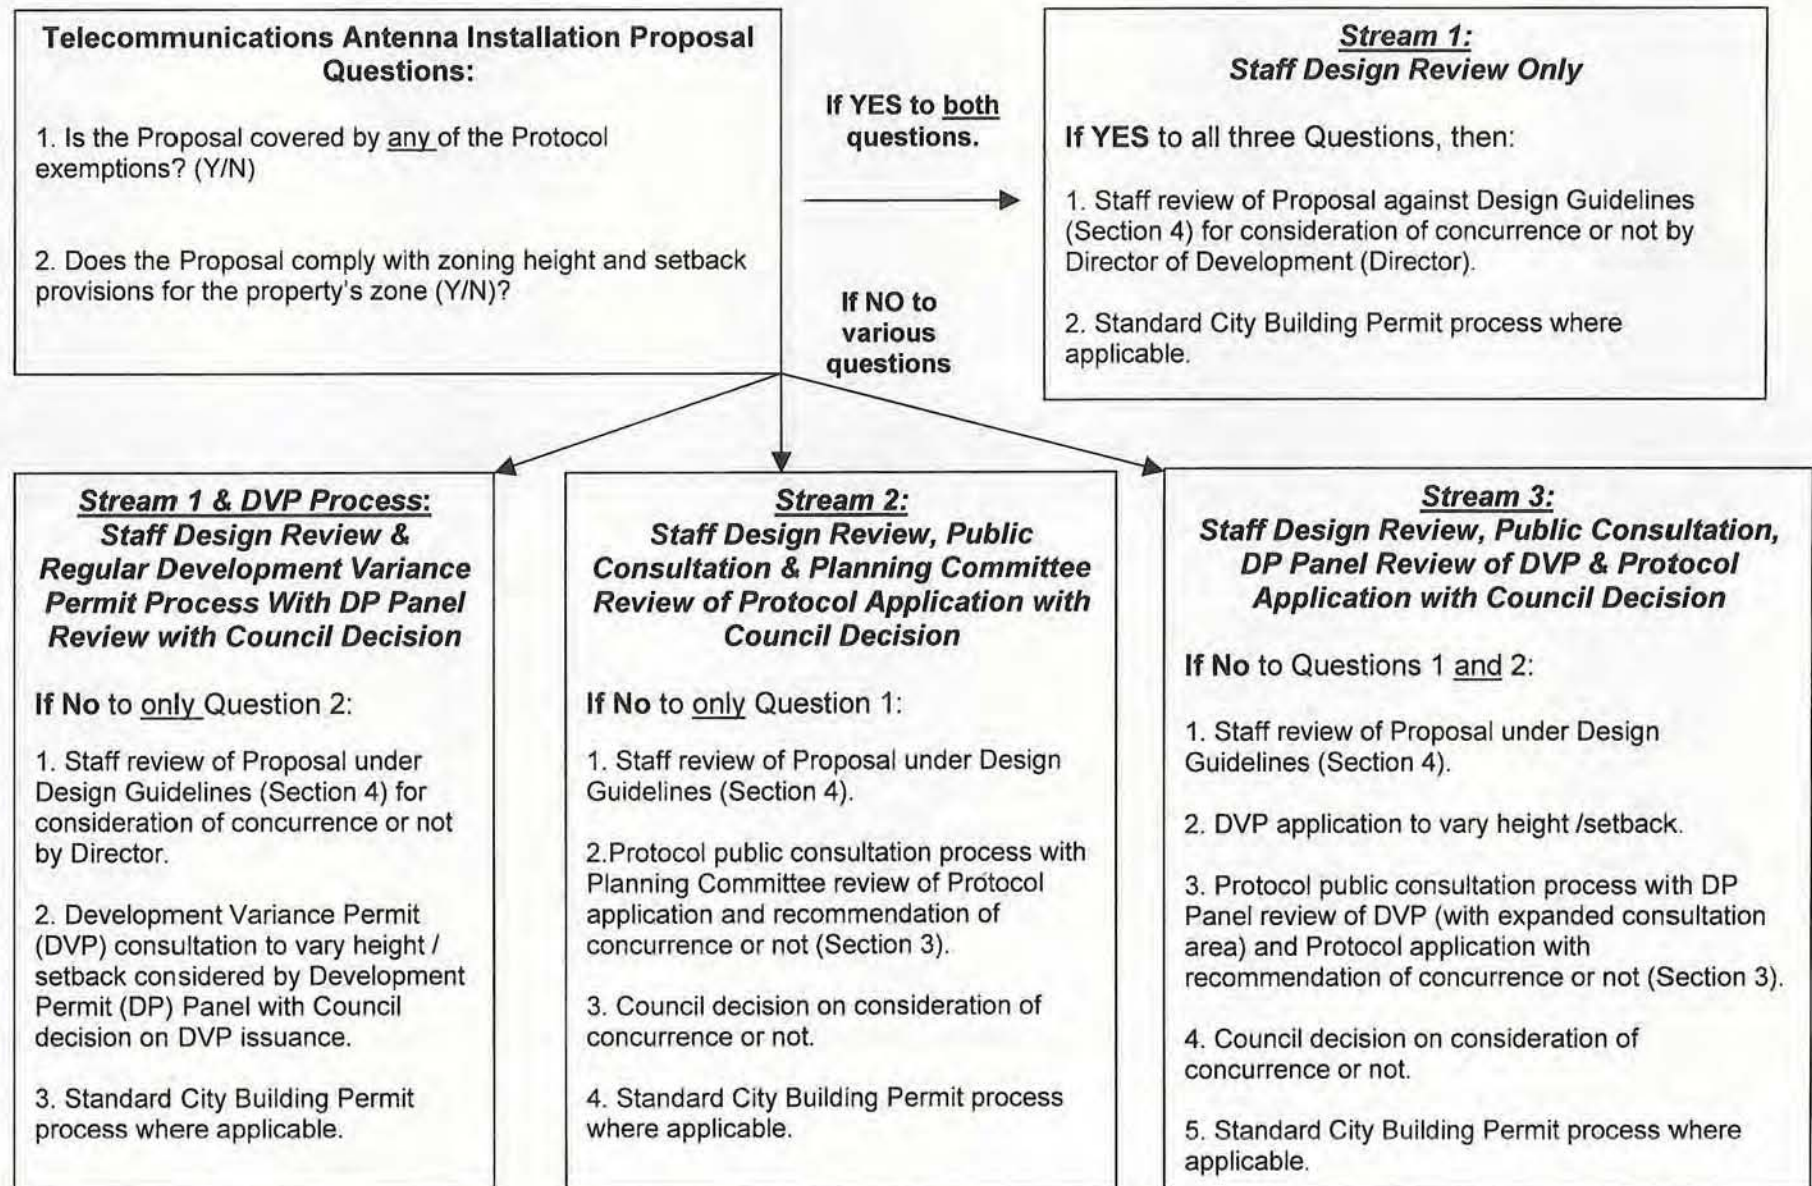 Telecommunications Antenna Installation Proposal
Questions:
1. Is the Proposal covered by any of the Protocol
exemptions? (Y/N)
2. Does the Proposal comply with zoning height and setback
provisions for the property's zone (Y/N)?
If YES to both
questions.
If NO to
various
questions
Stream 1:
Staff Design Review Only
If YES to all three Questions, then:
1. Staff review of Proposal against Design Guidelines
(Section 4) for consideration of concurrence or not by
Director of Development (Director).
2. Standard City Building Permit process where
applicable.
Stream 1 & DVP Process:
Staff Design Review &
Regular Development Variance
Permit Process With DP Panel
Review with Council Decision
If No to only Question 2:
1. Staff review of Proposal under
Design Guidelines (Section 4) for
consideration of concurrence or not
by Director.
2. Development Variance Permit
(DVP) consultation to vary height /
setback considered by Development
Permit (DP) Panel with Council
decision on DVP issuance.
3. Standard City Building Permit
process where applicable.
Stream 2:
Staff Design Review, Public
Consultation & Planning Committee
Review of Protocol Application with
Council Decision
If No to only Question 1:
1. Staff review of Proposal under Design
Guidelines (Section 4).
2.Protocol public consultation process with
Planning Committee review of Protocol
application and recommendation of
concurrence or not (Section 3).
3. Council decision on consideration of
concurrence or not.
4. Standard City Building Permit process
where applicable.
Stream 3:
Staff Design Review, Public Consultation,
DP Panel Review of DVP & Protocol
Application with Council Decision
If No to Questions 1 and 2:
1. Staff review of Proposal under Design
Guidelines (Section 4).
2. DVP application to vary height /setback.
3. Protocol public consultation process with DP
Panel review of DVP (with expanded consultation
area) and Protocol application with
recommendation of concurrence or not (Section 3).
4. Council decision on consideration of
concurrence or not.
5. Standard City Building Permit process where
applicable.